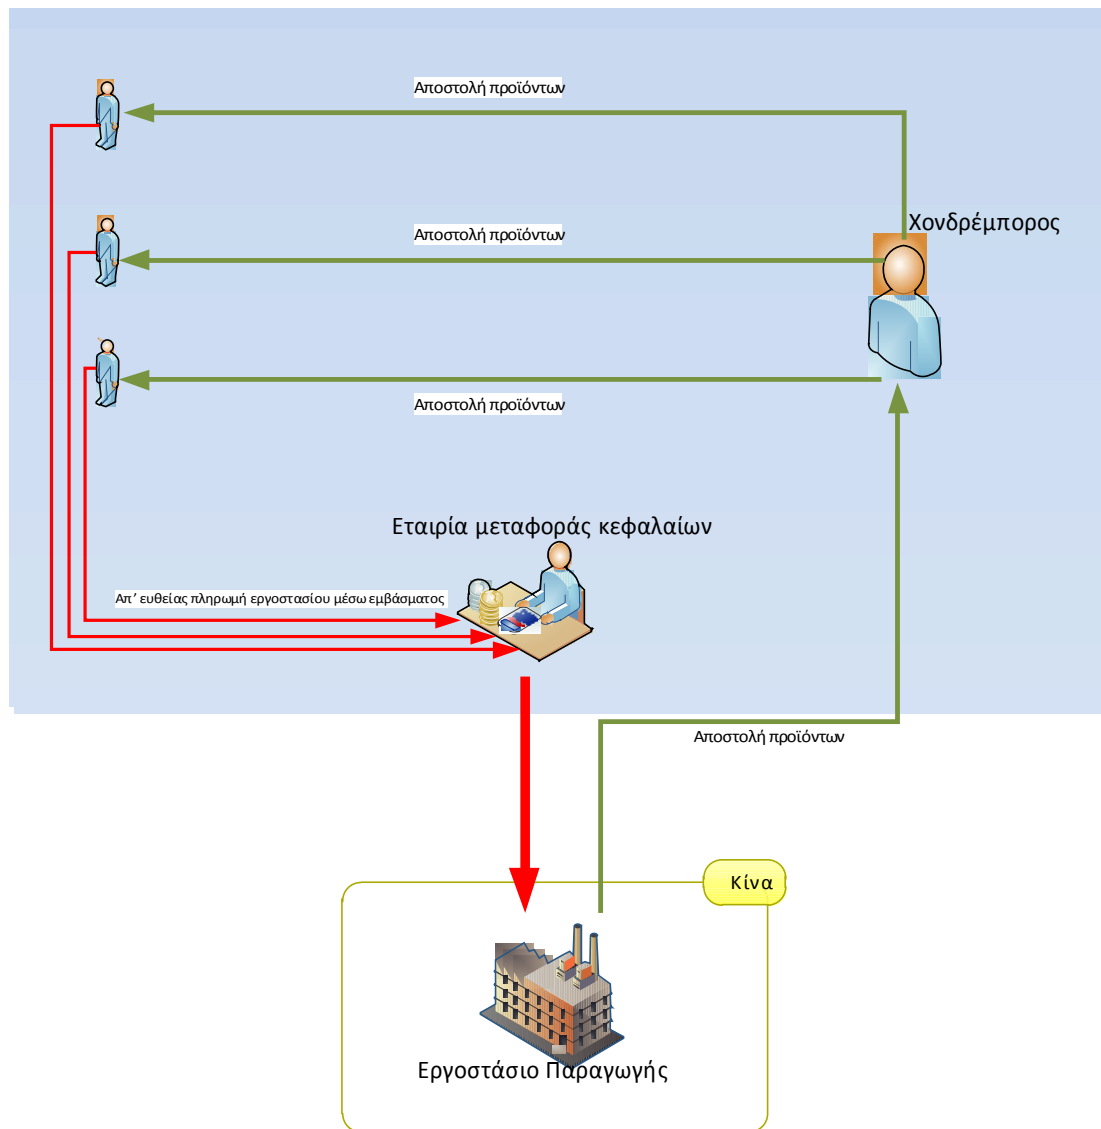 Αποστολή προϊόντων
Χονδρέμπορος
Αποστολή προϊόντων
Αποστολή προϊόντων
Εταιρία μεταφοράς κεφαλαίων
Απ’ ευθείας πληρωμή εργοστασίου μέσω εμβάσματος
Αποστολή προϊόντων
Κίνα
Εργοστάσιο Παραγωγής